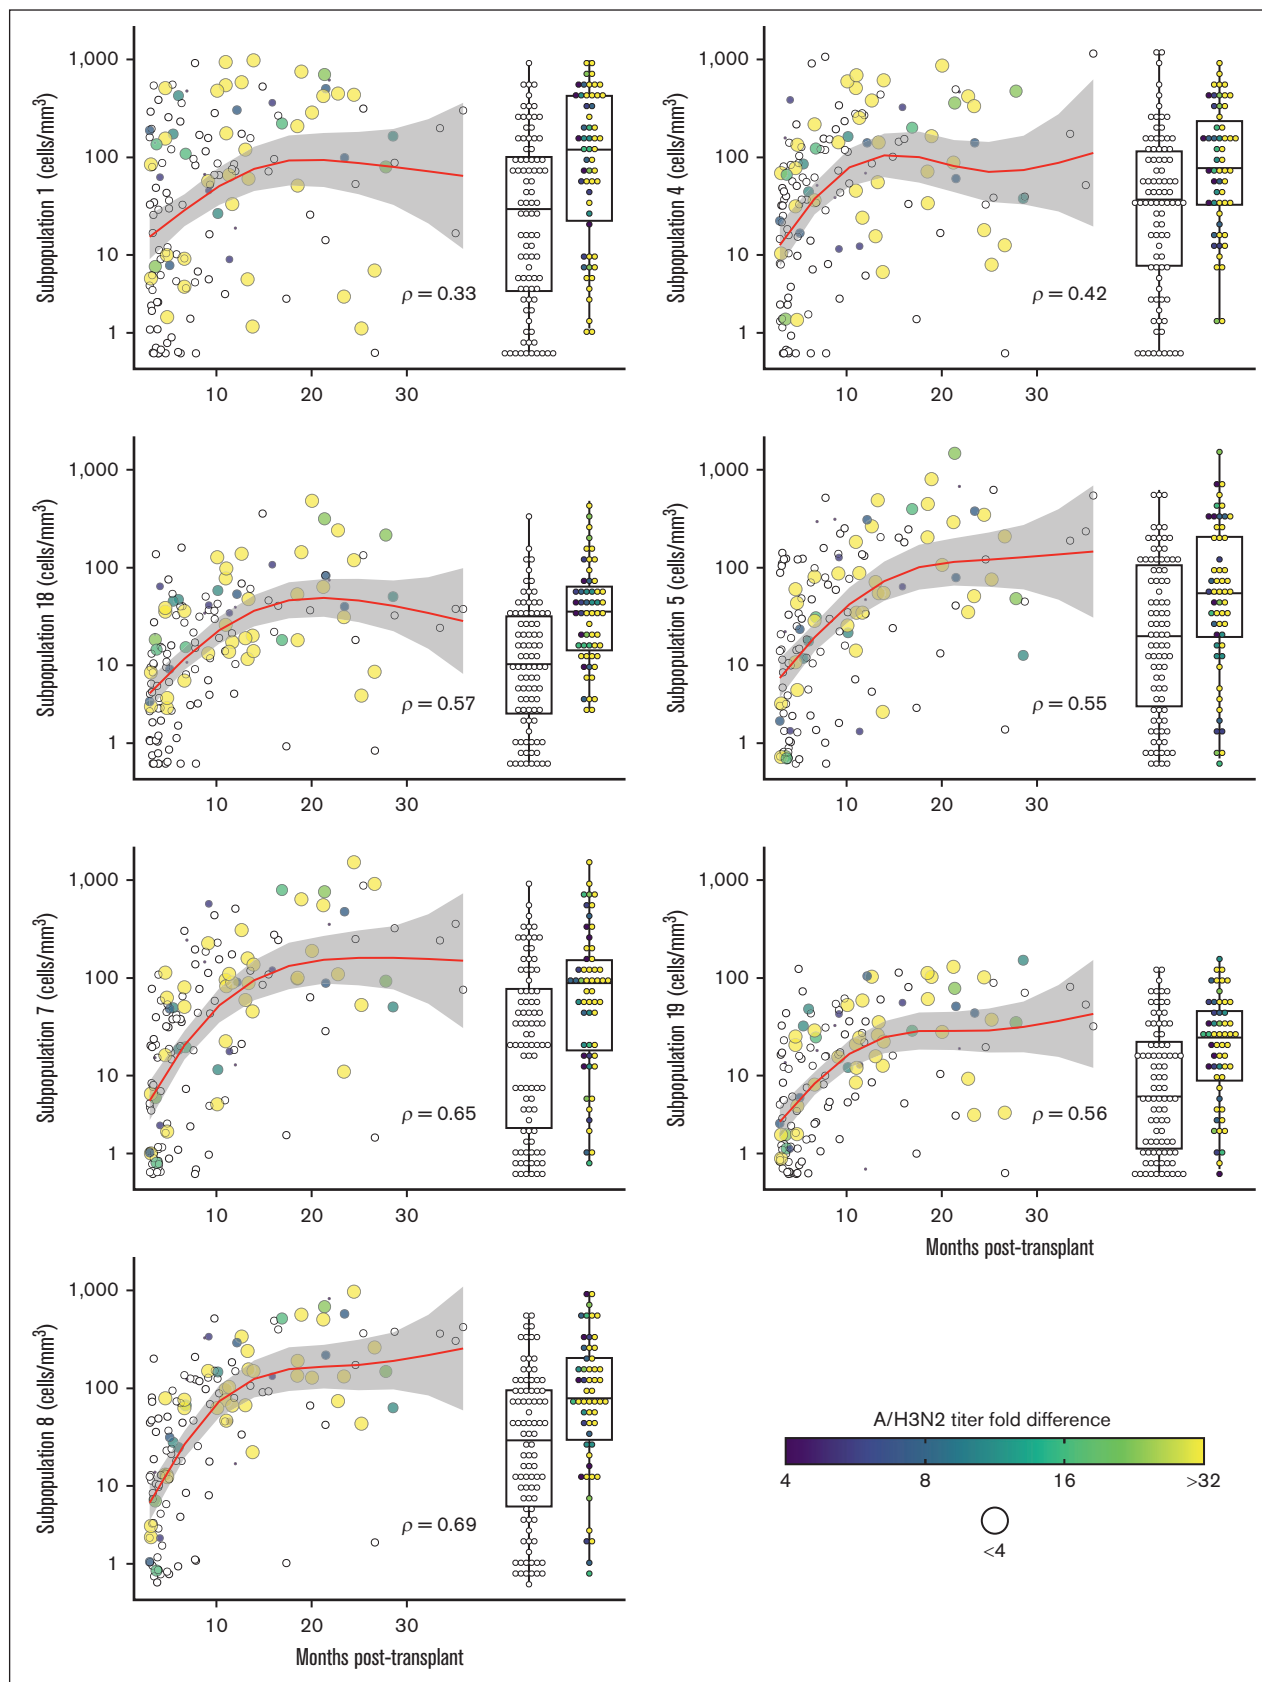 Subpopulation 1 (cells/mm³)
1,000
100
10
1
ρ = 0.33
10 20 30
Subpopulation 4 (cells/mm³)
1,000
100
10
1
ρ = 0.42
10 20 30
Subpopulation 18 (cells/mm³)
1,000
100
10
1
ρ = 0.57
10 20 30
Subpopulation 5 (cells/mm³)
1,000
100
10
1
ρ = 0.55
10 20 30
Subpopulation 7 (cells/mm³)
1,000
100
10
1
ρ = 0.65
10 20 30
Subpopulation 19 (cells/mm³)
1,000
100
10
1
ρ = 0.56
10 20 30
Months post-transplant
Subpopulation 8 (cells/mm³)
1,000
100
10
1
ρ = 0.69
10 20 30
Months post-transplant
A/H3N2 titer fold difference
4 8 16 >32
<4